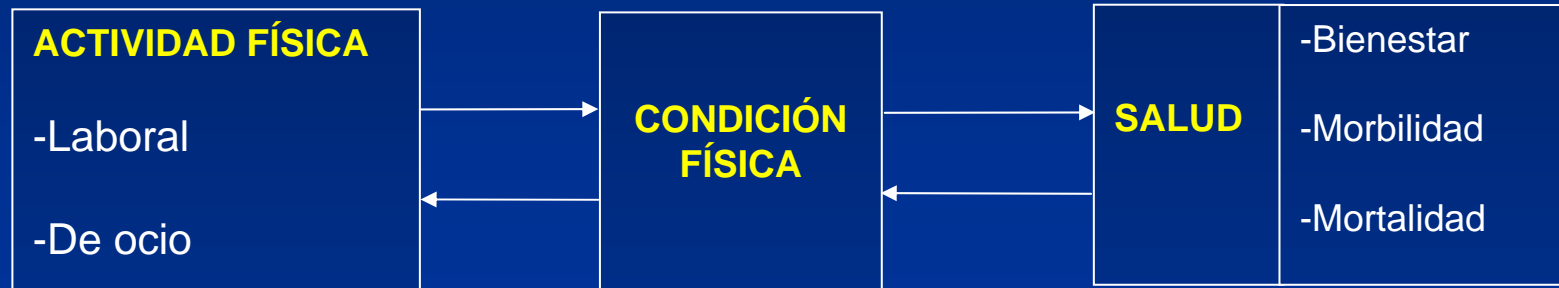 ACTIVIDAD FÍSICA
-Laboral
-De ocio
CONDICIÓN
FÍSICA
SALUD
-Bienestar
-Morbilidad
-Mortalidad